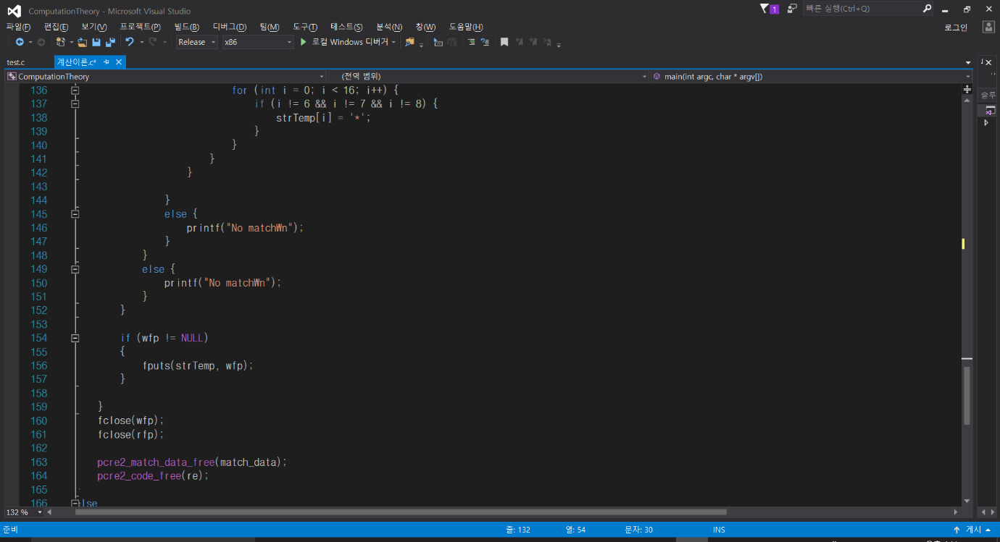 ComputationTheory - Microsoft Visual Studio
1
빠른 실행(Ctrl+Q)
파일(F) 편집(E) 보기(V) 프로젝트(P) 빌드(B) 디버그(D) 팀(M) 도구(T) 테스트(S) 분석(N) 창(W) 도움말(H)
로그인
Release x86 로컬 Windows 디버거
test.c 계산이론.c*
ComputationTheory (전역 범위) main(int argc, char * argv[])
솔루
136 for (int i = 0; i < 16; i++) {
137 if (i != 6 && i != 7 && i != 8) {
138 strTemp[i] = '*';
139 }
140 }
141 }
142 }
143
144 }
145 else {
146 printf("No match₩n");
147 }
148 }
149 else {
150 printf("No match₩n");
151 }
152 }
153
154 if (wfp != NULL)
155 {
156 fputs(strTemp, wfp);
157 }
158
159 }
160 fclose(wfp);
161 fclose(rfp);
162
163 pcre2_match_data_free(match_data);
164 pcre2_code_free(re);
165
166 lse
132 %
준비 줄: 132 열: 54 문자: 30 INS 게시